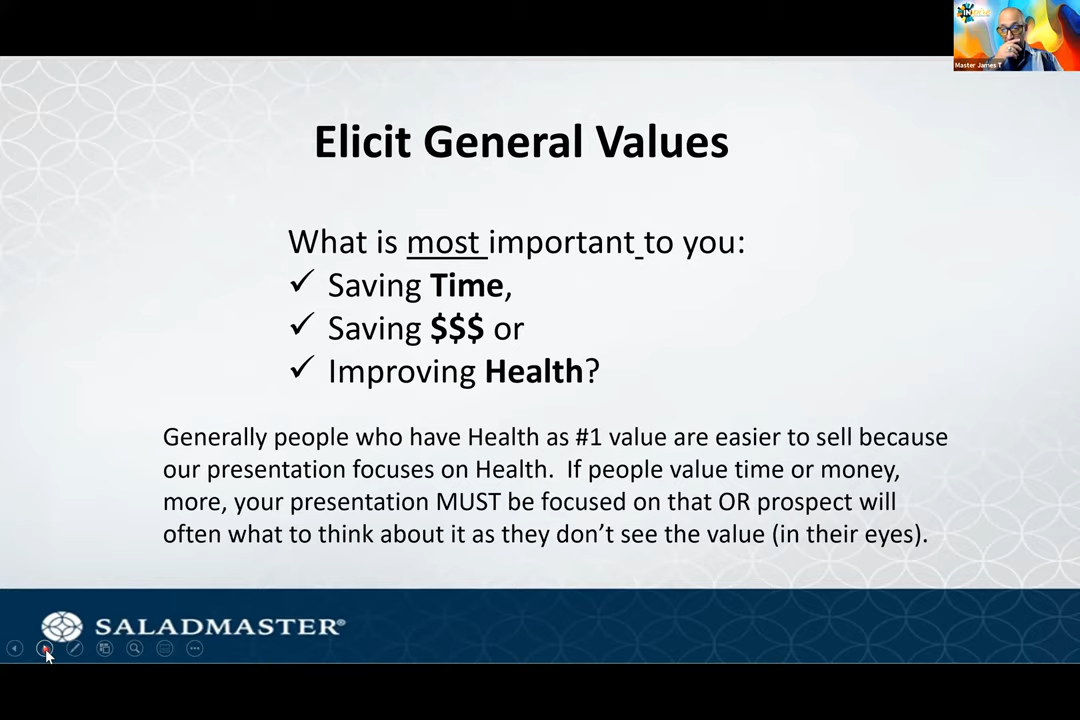 Master James T
Elicit General Values
What is most important to you:
✓ Saving Time,
✓ Saving $$$ or
✓ Improving Health?
Generally people who have Health as #1 value are easier to sell because
our presentation focuses on Health. If people value time or money,
more, your presentation MUST be focused on that OR prospect will
often what to think about it as they don’t see the value (in their eyes).
SALADMASTER®